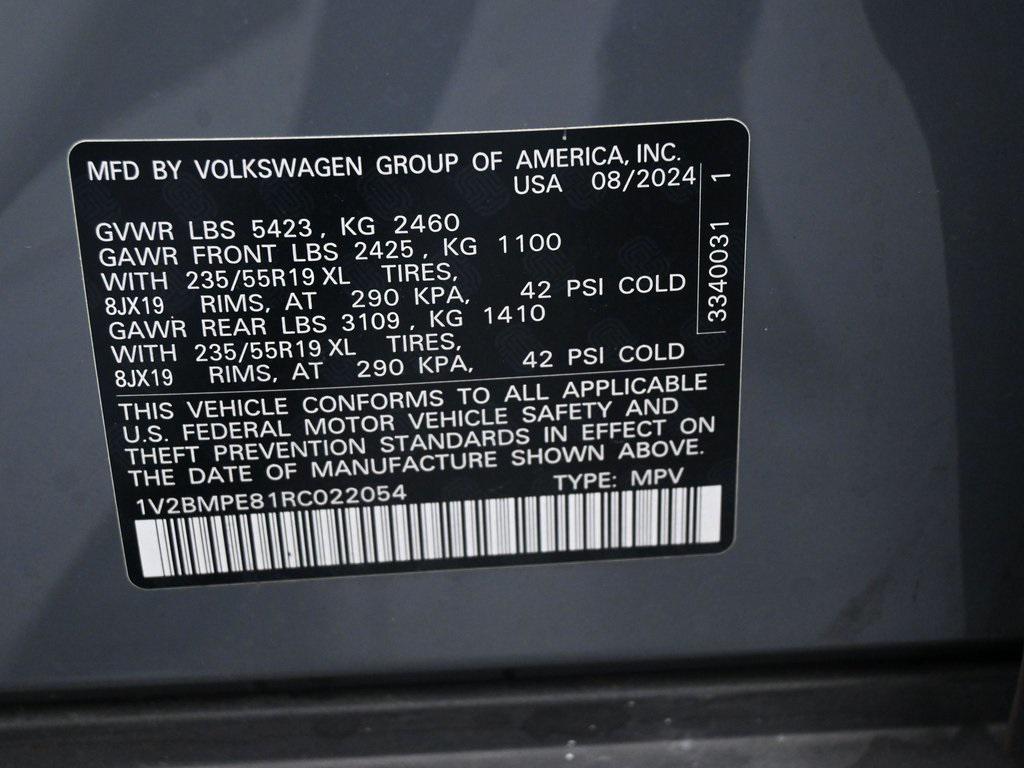 MFD BY VOLKSWAGEN GROUP OF AMERICA, INC.
USA 08/2024
GVWR LBS 5423, KG 2460
GAWR FRONT LBS 2425, KG 1100
WITH 235/55R19 XL TIRES,
8JX19 RIMS, AT 290 KPA, 42 PSI COLD
GAWR REAR LBS 3109, KG 1410
WITH 235/55R19 XL TIRES,
8JX19 RIMS, AT 290 KPA, 42 PSI COLD
3340031 1
THIS VEHICLE CONFORMS TO ALL APPLICABLE
U.S. FEDERAL MOTOR VEHICLE SAFETY AND
THEFT PREVENTION STANDARDS IN EFFECT ON
THE DATE OF MANUFACTURE SHOWN ABOVE.
1V2BMPE81RC022054 TYPE: MPV